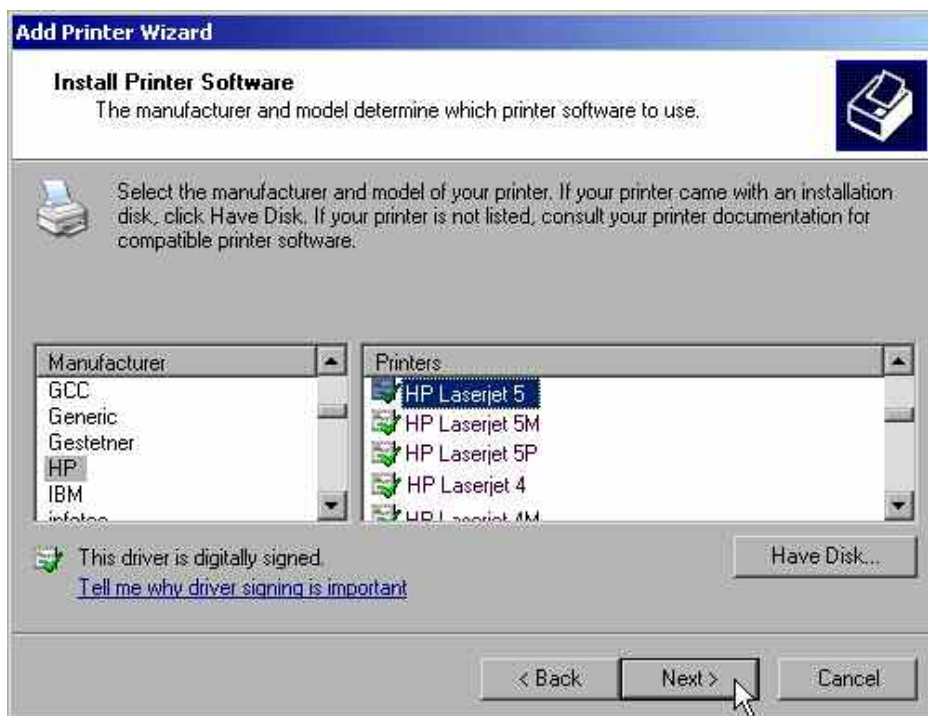 Add Printer Wizard
Install Printer Software
The manufacturer and model determine which printer software to use.
Select the manufacturer and model of your printer. If your printer came with an installation
disk, click Have Disk. If your printer is not listed, consult your printer documentation for
compatible printer software.
Manufacturer
GCC
Generic
Gestetner
HP
IBM
infotec
Printers
HP Laserjet 5
HP Laserjet 5M
HP Laserjet 5P
HP Laserjet 4
HP Laserjet 4M
This driver is digitally signed.
Tell me why driver signing is important
Have Disk...
< Back
Next >
Cancel